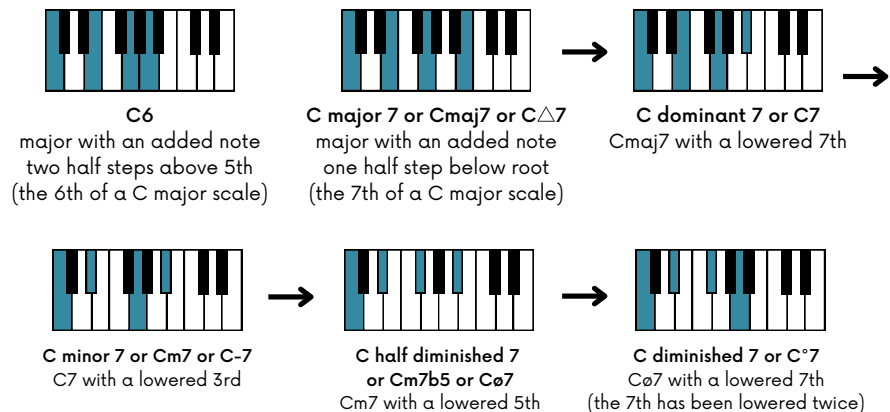 C6
major with an added note
two half steps above 5th
(the 6th of a C major scale)
C major 7 or Cmaj7 or C△7
major with an added note
one half step below root
(the 7th of a C major scale)
C dominant 7 or C7
Cmaj7 with a lowered 7th
C minor 7 or Cm7 or C-7
C7 with a lowered 3rd
C half diminished 7
or Cm7b5 or Cø7
Cm7 with a lowered 5th
C diminished 7 or C°7
Cø7 with a lowered 7th
(the 7th has been lowered twice)